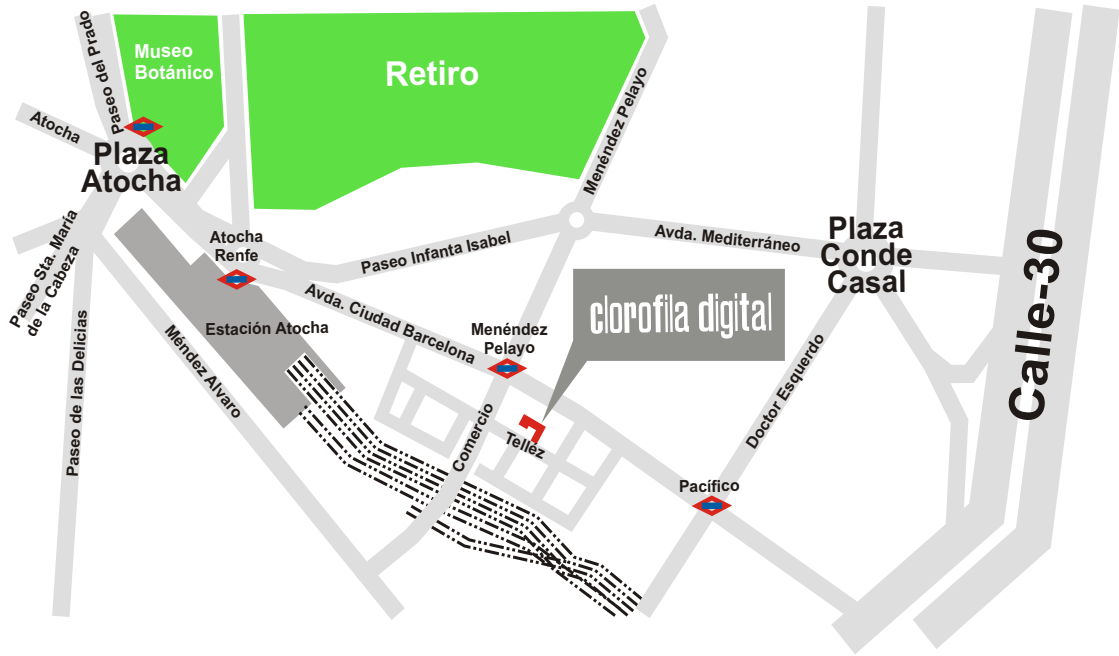 Paseo del Prado
Museo
Botánico
Retiro
Menéndez Pelayo
Atocha
Plaza
Atocha
Paseo Sta. María
de la Cabeza
Atocha
Renfe
Paseo Infanta Isabel
Avda. Mediterráneo
Plaza
Conde
Casal
Calle-30
Estación Atocha
Avda. Ciudad Barcelona
Menéndez
Pelayo
clorofila digital
Doctor Esquerdo
Paseo de las Delicias
Méndez Alvaro
Comercio
Telléz
Pacífico